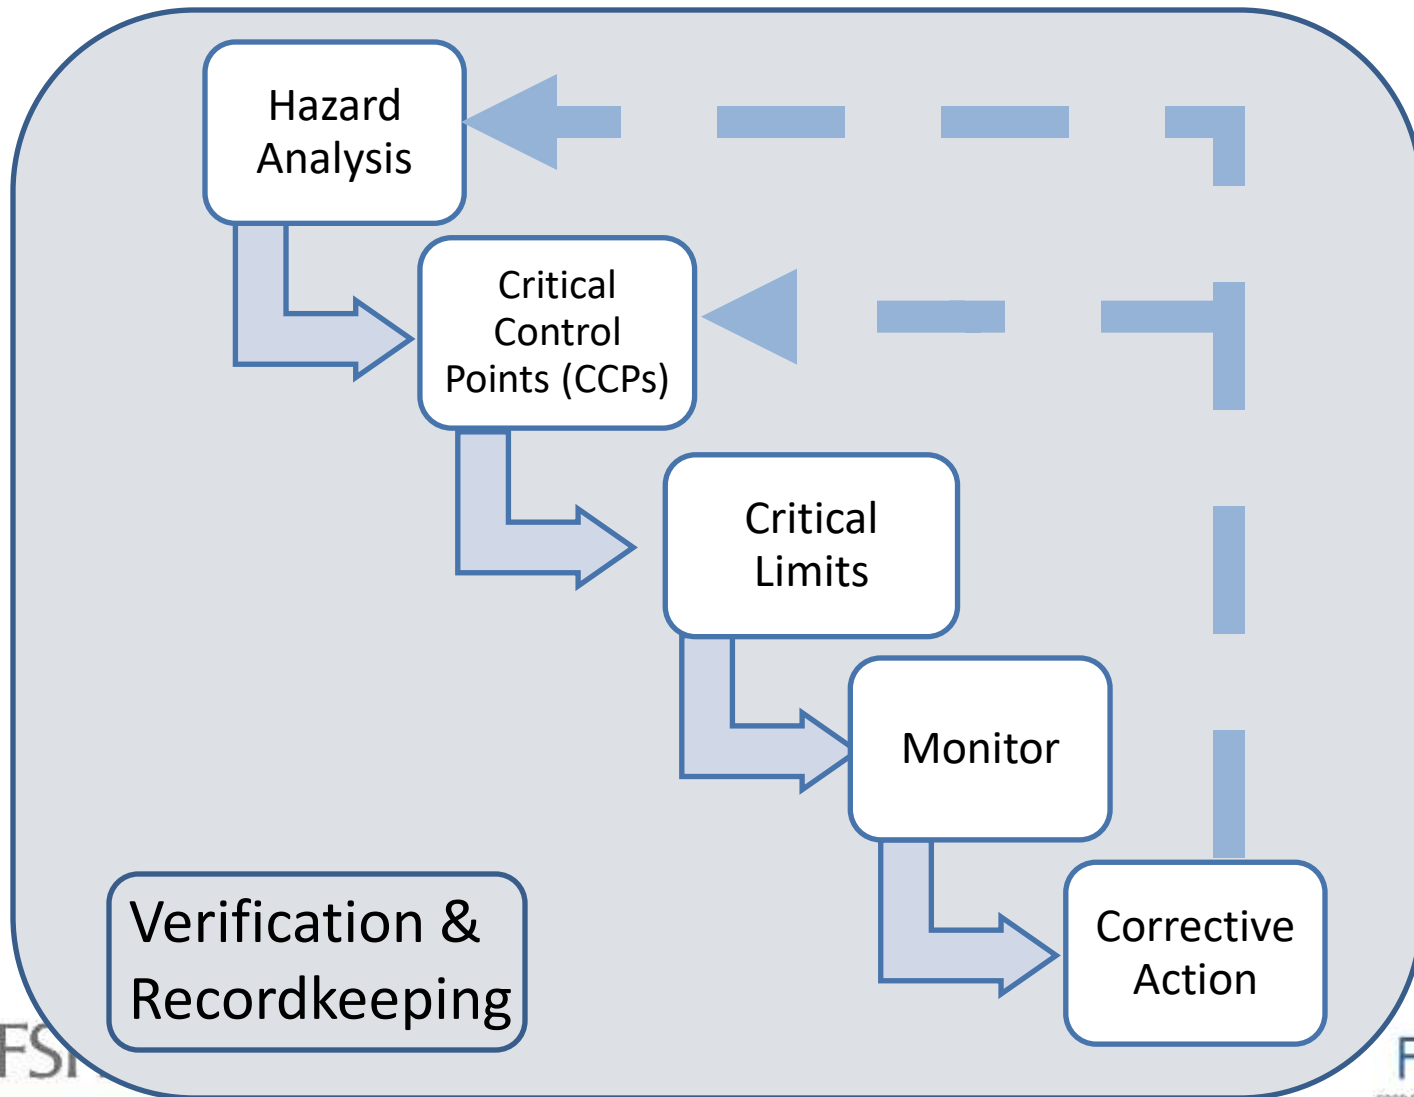 Hazard
Analysis
Critical
Control
Points (CCPs)
Critical
Limits
Monitor
Corrective
Action
Verification &
Recordkeeping